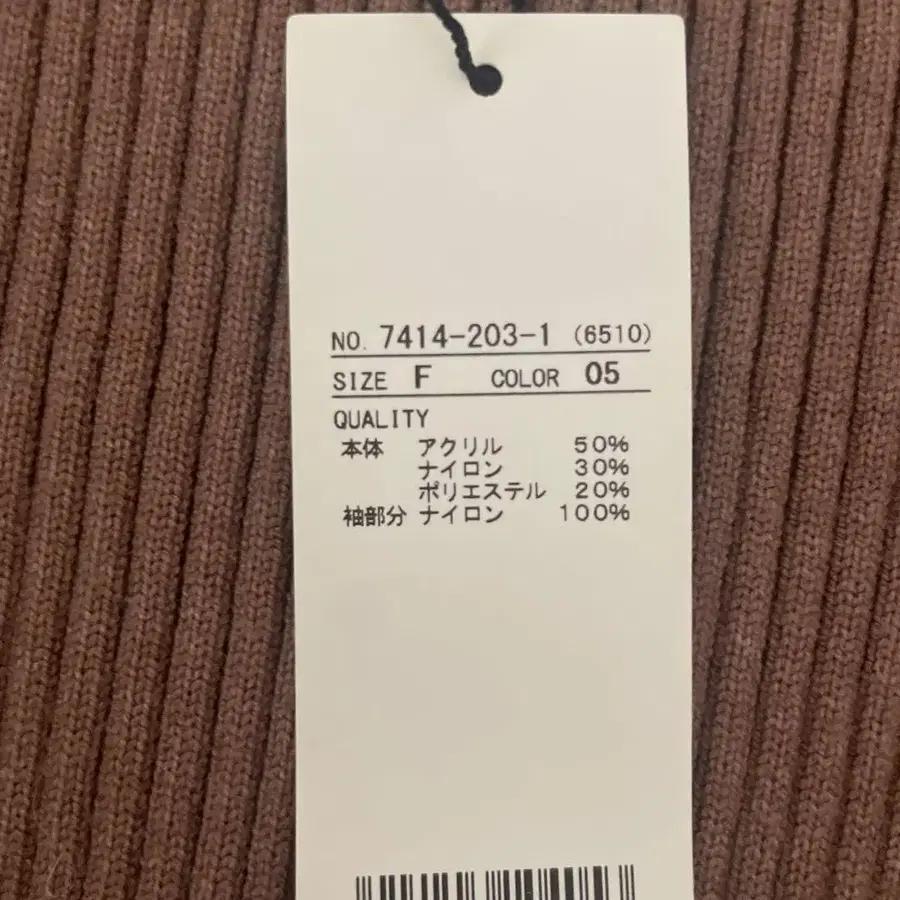 NO. 7414-203-1 (6510)
SIZE F COLOR 05
QUALITY
本体 アクリル 50%
ナイロン 30%
ポリエステル 20%
袖部分 ナイロン 100%